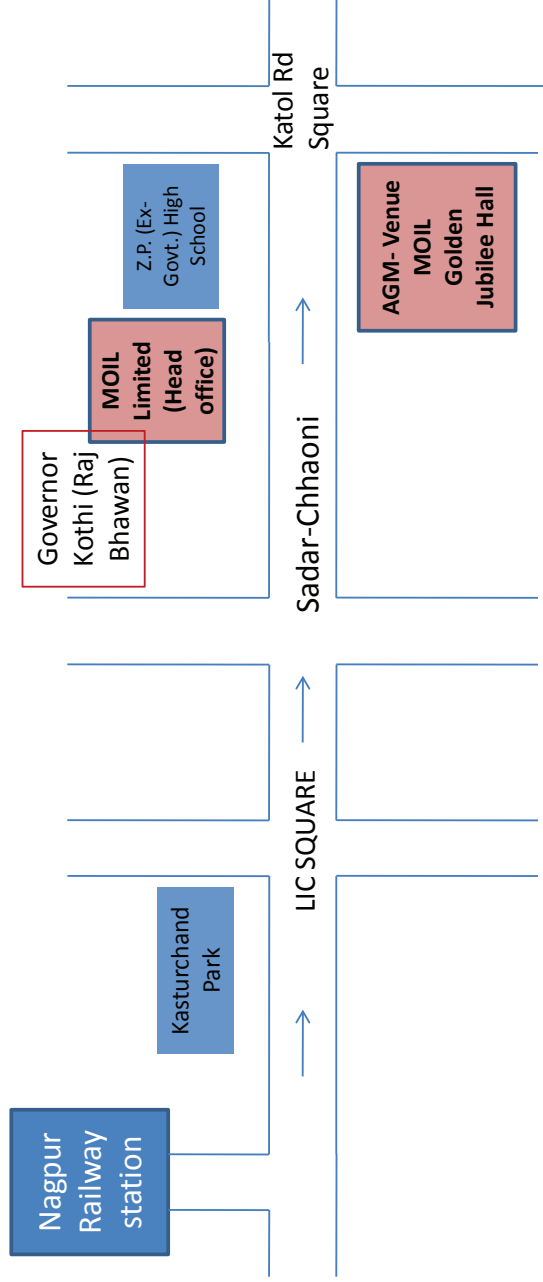 Nagpur
Railway
station
Kasturchand
Park
LIC SQUARE
Governor
Kothi (Raj
Bhawan)
MOIL
Limited
(Head
office)
Sadar-Chhaoni
Z.P. (Ex-
Govt.) High
School
AGM- Venue
MOIL
Golden
Jubilee Hall
Katol Rd
Square